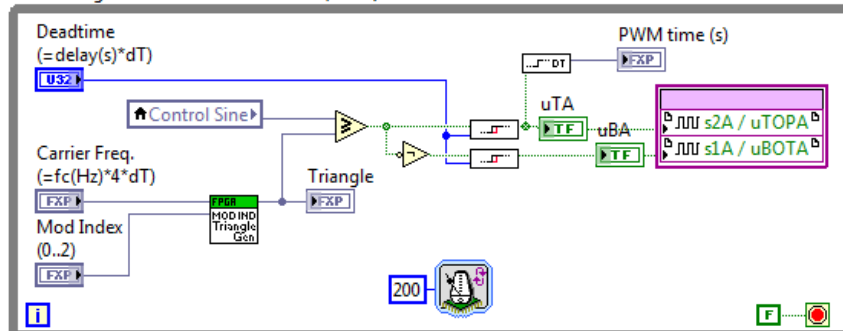 Deadtime
(=delay(s)*dT)
U32
Control Sine
Carrier Freq.
(=fc(Hz)*4*dT)
FXP
Mod Index
(0..2)
FXP
FPGA
MOD IND
Triangle
Gen
Triangle
FXP
DT
PWM time (s)
FXP
uTA
TF
uBA
TF
s2A / uTOPA
s1A / uBOTA
200
i
F